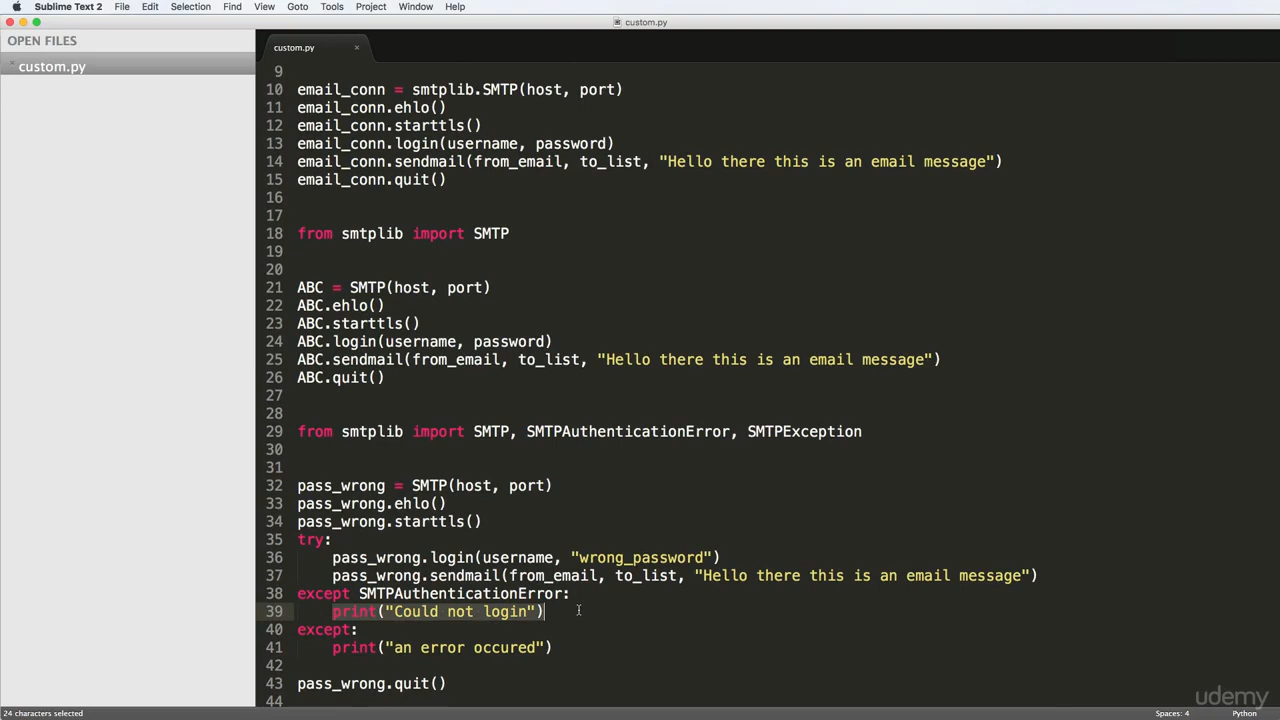 Sublime Text 2 File Edit Selection Find View Goto Tools Project Window Help
custom.py
OPEN FILES
custom.py
custom.py ×
9
10 email_conn = smtplib.SMTP(host, port)
11 email_conn.ehlo()
12 email_conn.starttls()
13 email_conn.login(username, password)
14 email_conn.sendmail(from_email, to_list, "Hello there this is an email message")
15 email_conn.quit()
16
17
18 from smtplib import SMTP
19
20
21 ABC = SMTP(host, port)
22 ABC.ehlo()
23 ABC.starttls()
24 ABC.login(username, password)
25 ABC.sendmail(from_email, to_list, "Hello there this is an email message")
26 ABC.quit()
27
28
29 from smtplib import SMTP, SMTPAuthenticationError, SMTPException
30
31
32 pass_wrong = SMTP(host, port)
33 pass_wrong.ehlo()
34 pass_wrong.starttls()
35 try:
36 pass_wrong.login(username, "wrong_password")
37 pass_wrong.sendmail(from_email, to_list, "Hello there this is an email message")
38 except SMTPAuthenticationError:
39 print("Could not login")
40 except:
41 print("an error occured")
42
43 pass_wrong.quit()
44
udemy
24 characters selected
Spaces: 4 Python